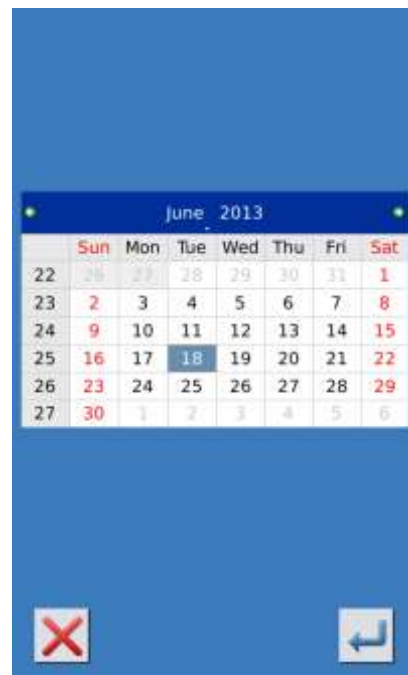 June 2013
Sun Mon Tue Wed Thu Fri Sat
22 26 27 28 29 30 31 1
23 2 3 4 5 6 7 8
24 9 10 11 12 13 14 15
25 16 17 18 19 20 21 22
26 23 24 25 26 27 28 29
27 30 1 2 3 4 5 6